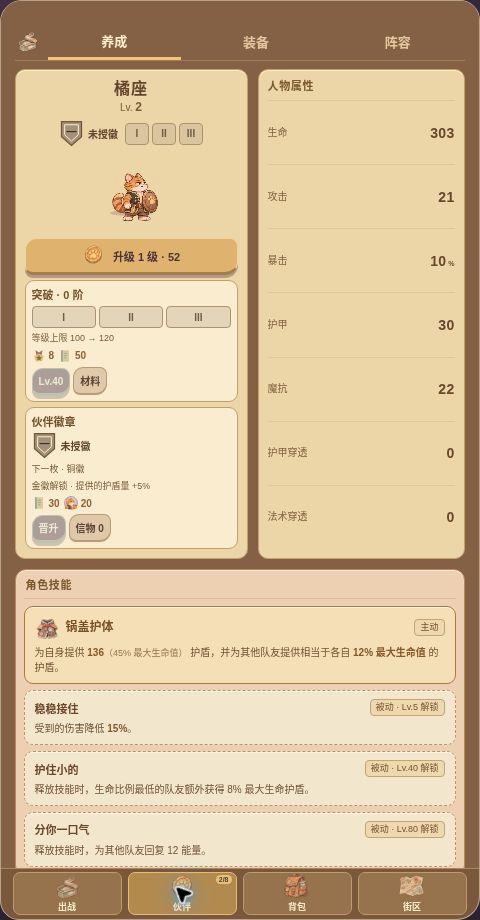 养成
装备
阵容
橘座
Lv. 2
未授徽 I II III
升级 1 级 · 52
突破 · 0 阶
I II III
等级上限 100 → 120
8 50
Lv.40 材料
伙伴徽章
未授徽
下一枚 · 铜徽
金徽解锁 · 提供的护盾量 +5%
30 20
晋升 信物 0
人物属性
生命 303
攻击 21
暴击 10 %
护甲 30
魔抗 22
护甲穿透 0
法术穿透 0
角色技能
锅盖护体 主动
为自身提供 136（45% 最大生命值） 护盾，并为其他队友提供相当于各自 12% 最大生命值 的
护盾。
稳稳接住 被动 · Lv.5 解锁
受到的伤害降低 15%。
护住小的 被动 · Lv.40 解锁
释放技能时，生命比例最低的队友额外获得 8% 最大生命护盾。
分你一口气 被动 · Lv.80 解锁
释放技能时，为其他队友回复 12 能量。
出战
伙伴 2/8
背包
街区